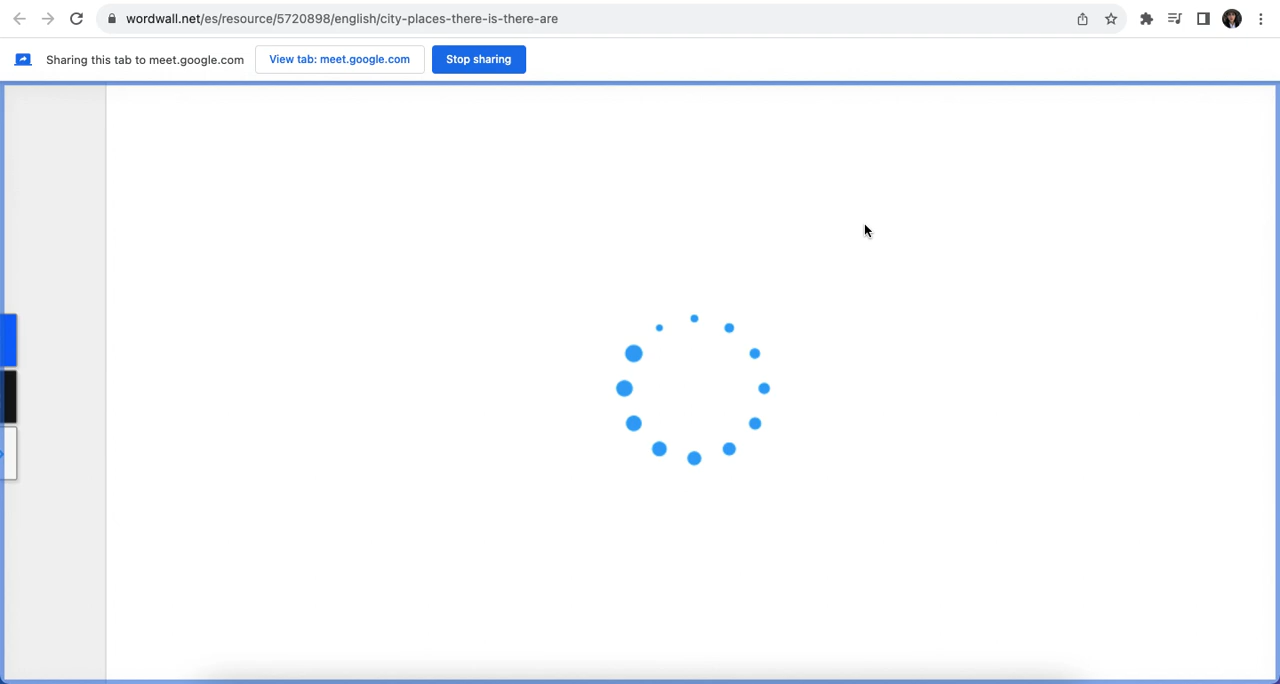 wordwall.net/es/resource/5720898/english/city-places-there-is-there-are
Sharing this tab to meet.google.com
View tab: meet.google.com
Stop sharing